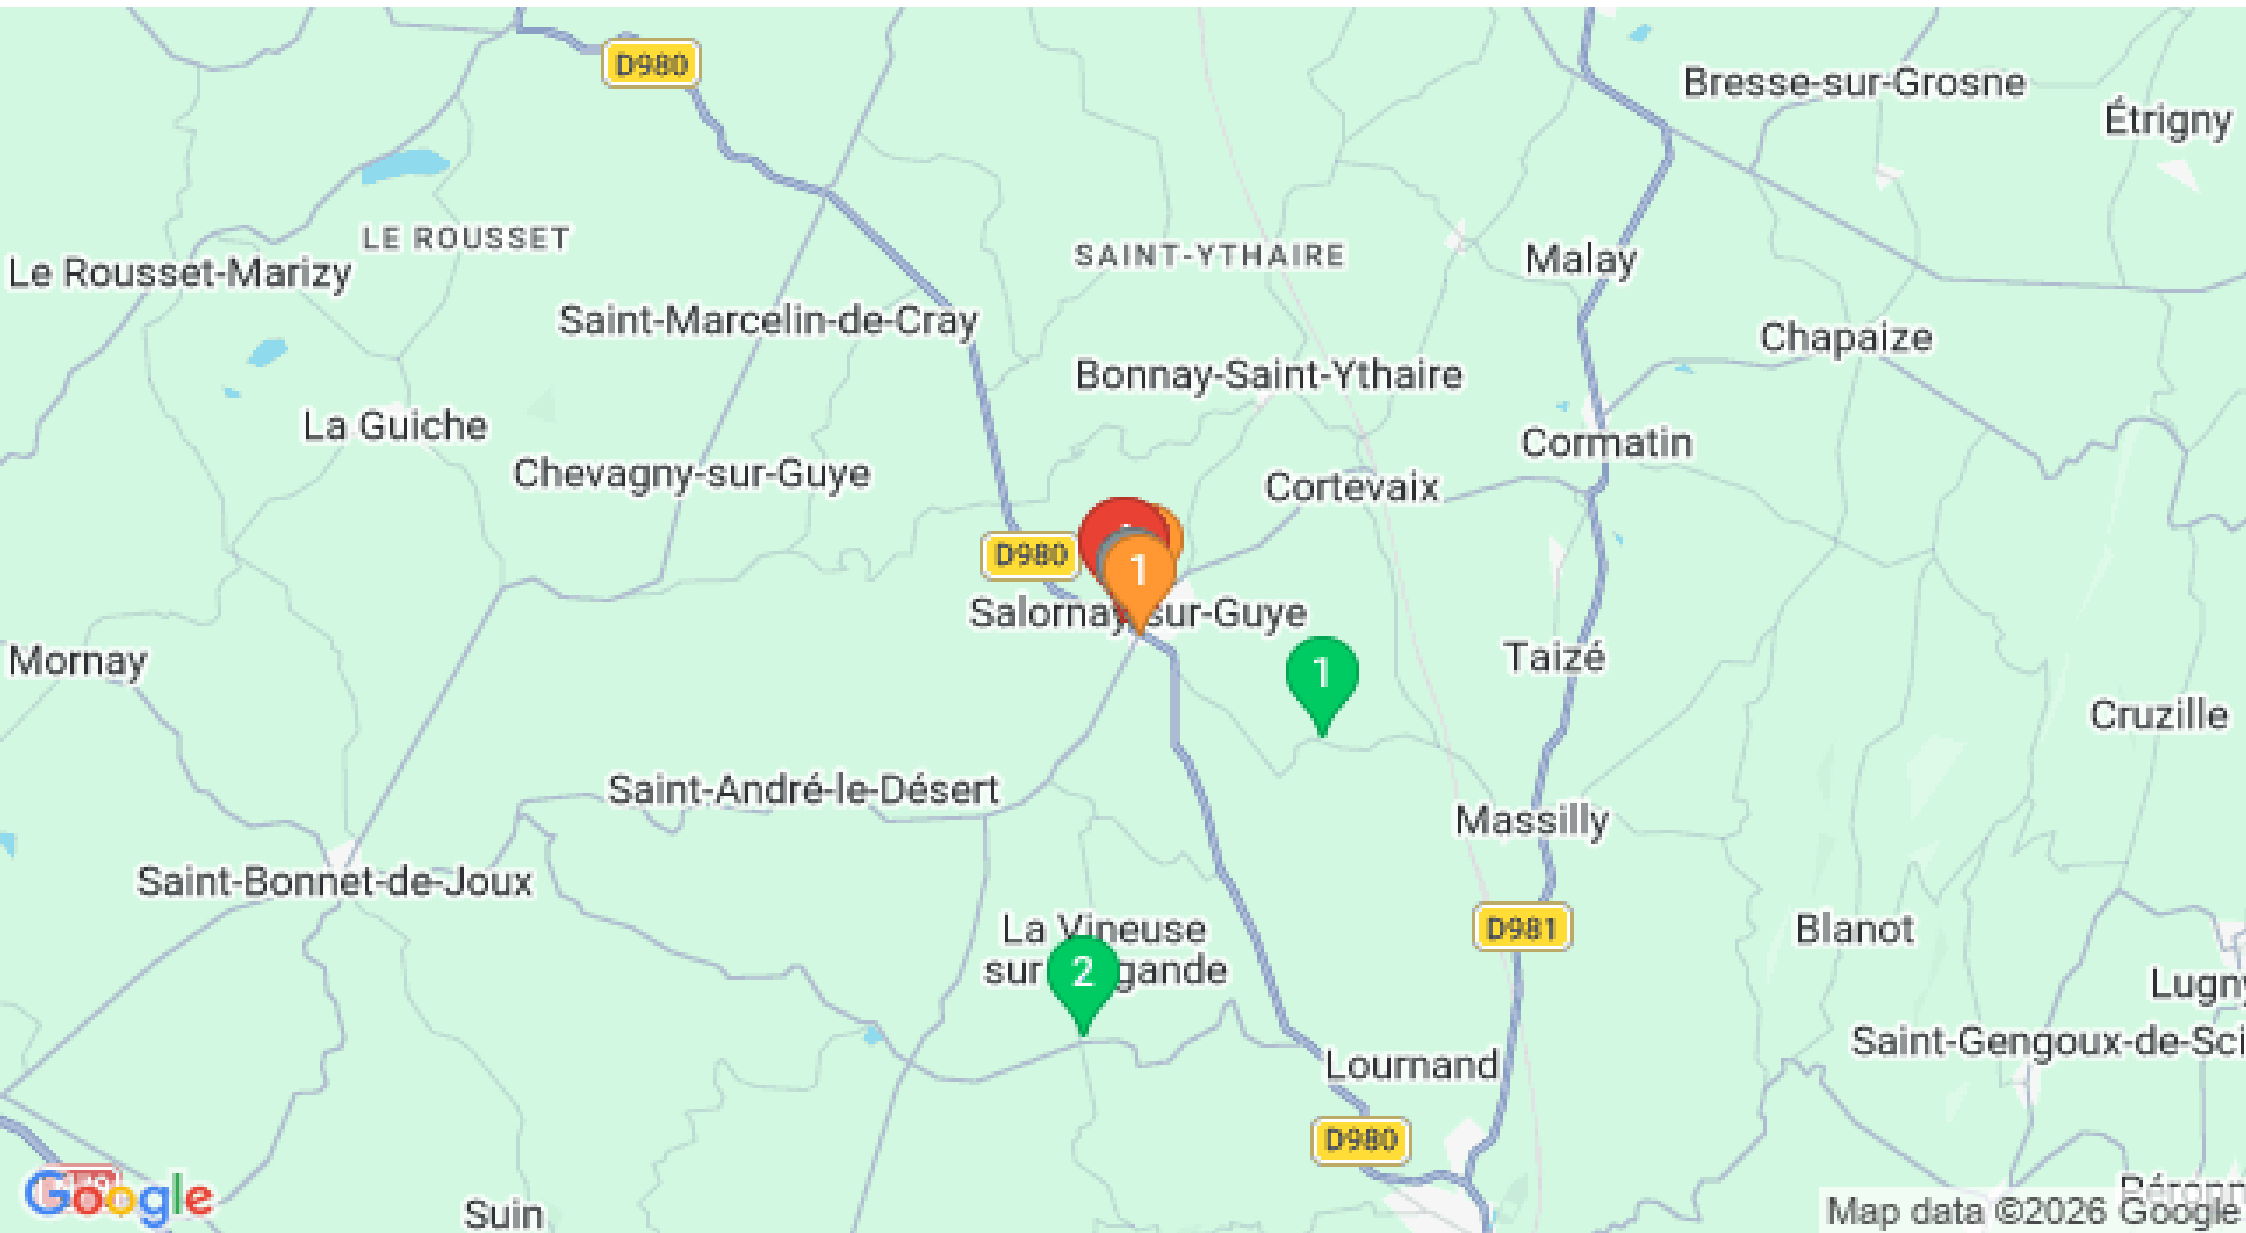 D980
Bresse-sur-Grosne
Étrigny
LE ROUSSET
SAINT-YTHAIRE
Malay
Le Rousset-Marizy
Saint-Marcelin-de-Cray
Chapaize
Bonnay-Saint-Ythaire
La Guiche
Cormatin
Chevagny-sur-Guye
Cortevaix
D980
1
Salornay-sur-Guye
Mornay
1
Taizé
Cruzille
Saint-André-le-Désert
Massilly
Saint-Bonnet-de-Joux
La Vineuse
sur gande
2
D981
Blanot
Lugny
Saint-Gengoux-de-Sci
Lournand
D980
Google
Suin
Map data ©2026 Google